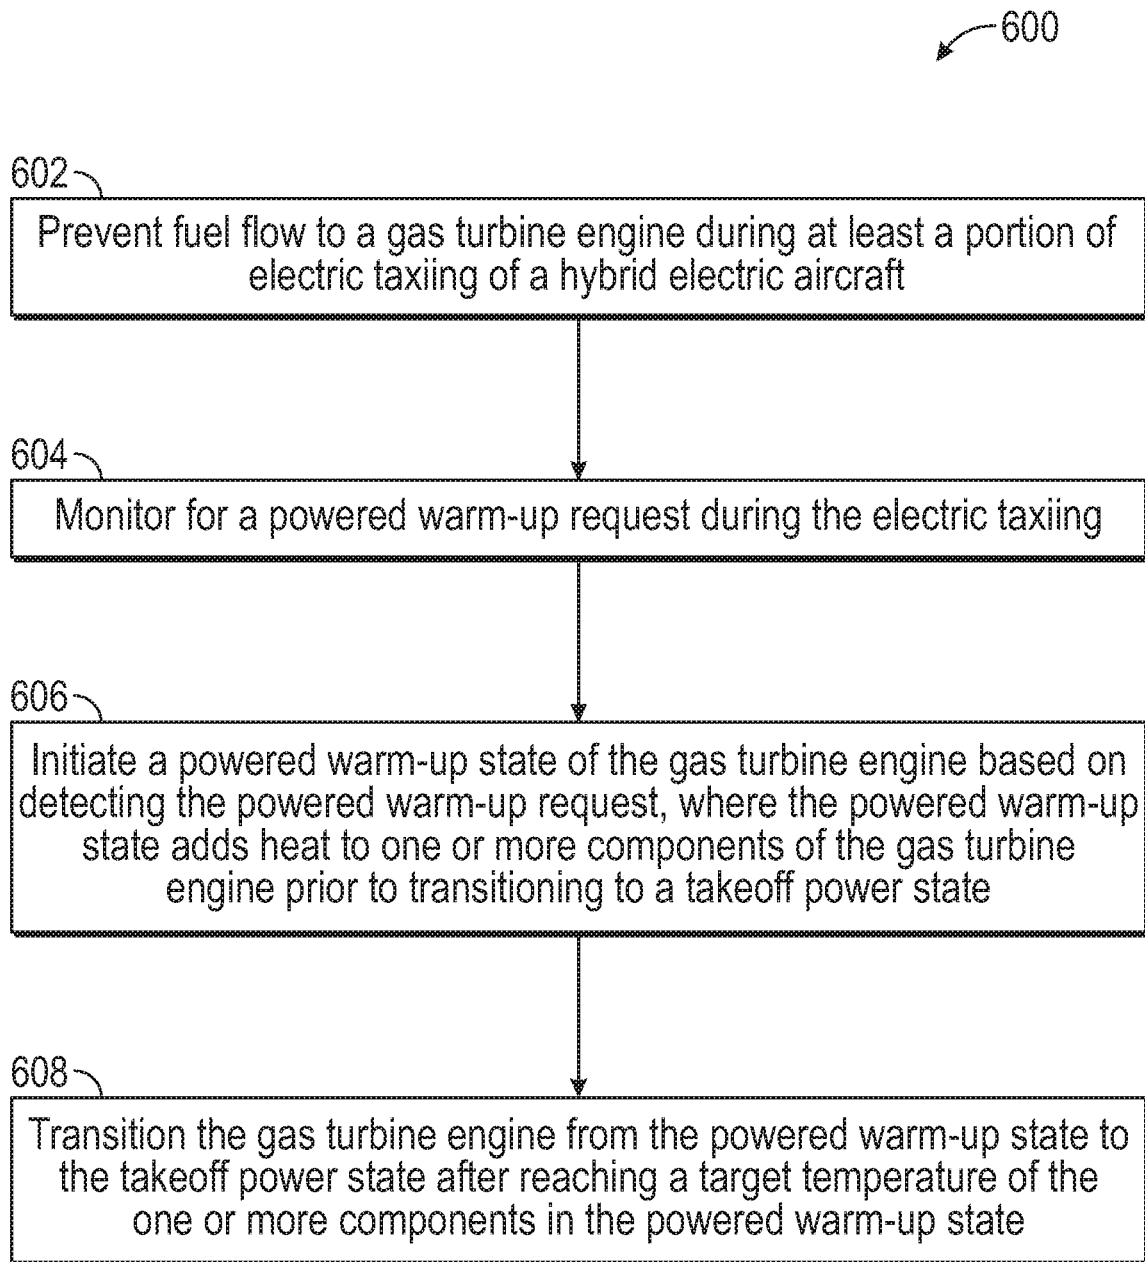 600
602
Prevent fuel flow to a gas turbine engine during at least a portion of
electric taxiing of a hybrid electric aircraft
604
Monitor for a powered warm-up request during the electric taxiing
606
Initiate a powered warm-up state of the gas turbine engine based on
detecting the powered warm-up request, where the powered warm-up
state adds heat to one or more components of the gas turbine
engine prior to transitioning to a takeoff power state
608
Transition the gas turbine engine from the powered warm-up state to
the takeoff power state after reaching a target temperature of the
one or more components in the powered warm-up state